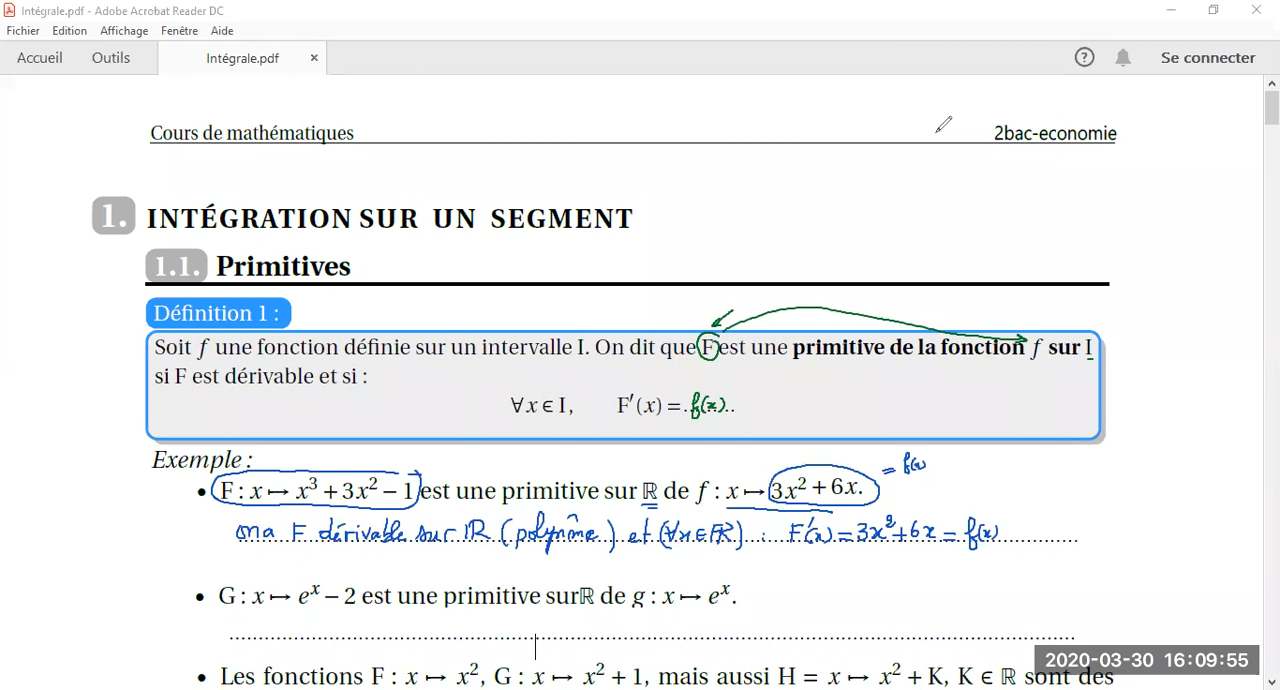 Intégrale.pdf - Adobe Acrobat Reader DC
Fichier Edition Affichage Fenêtre Aide
Accueil Outils Intégrale.pdf × ? Se connecter
Cours de mathématiques 2bac-economie
1. INTÉGRATION SUR UN SEGMENT
1.1. Primitives
Définition 1 :
Soit f une fonction définie sur un intervalle I. On dit que F est une primitive de la fonction f sur I
si F est dérivable et si :
∀x ∈ I, F′(x) = .f(x)..
Exemple :
= f(x)
• F : x ↦ x³ + 3x² − 1 est une primitive sur ℝ de f : x ↦ 3x² + 6x.
on a F dérivable sur ℝ (polynôme) et (∀x∈ℝ) : F'(x) = 3x² + 6x = f(x)
• G : x ↦ eˣ − 2 est une primitive surℝ de g : x ↦ eˣ.
• Les fonctions F : x ↦ x², G : x ↦ x² + 1, mais aussi H = x ↦ x² + K, K ∈ ℝ sont des
2020-03-30 16:09:55